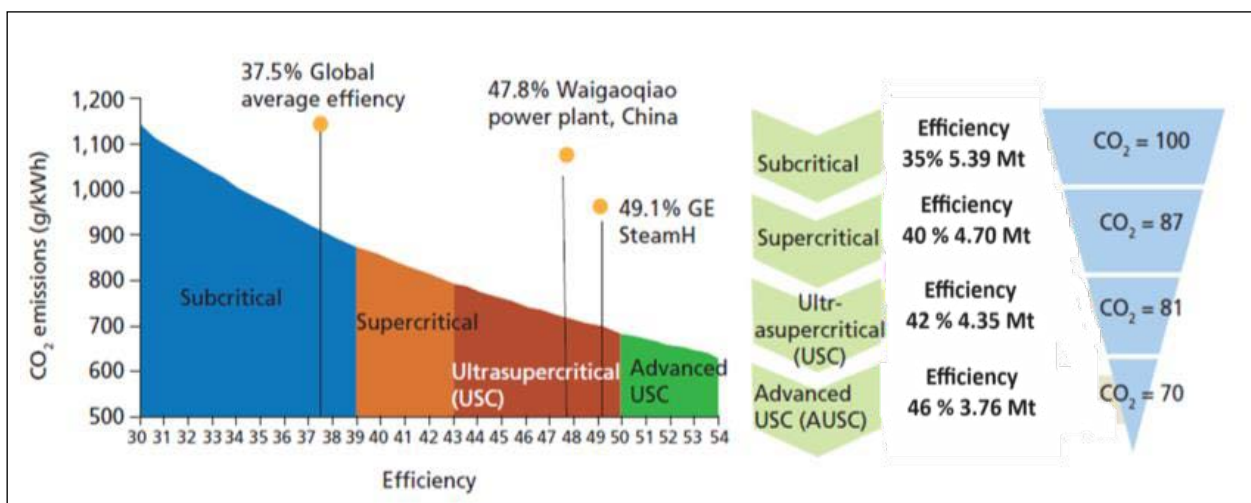 37.5% Global
average effiency
47.8% Waigaoqiao
power plant, China
49.1% GE
SteamH
CO₂ emissions (g/kWh)
1,200
1,100
1,000
900
800
700
600
500
Subcritical
Supercritical
Ultrasupercritical
(USC)
Advanced
USC
30 31 32 33 34 35 36 37 38 39 40 41 42 43 44 45 46 47 48 49 50 51 52 53 54
Efficiency
Subcritical
Efficiency
35% 5.39 Mt
CO₂ = 100
Supercritical
Efficiency
40 % 4.70 Mt
CO₂ = 87
Ultr-
asupercritical
(USC)
Efficiency
42 % 4.35 Mt
CO₂ = 81
Advanced
USC (AUSC)
Efficiency
46 % 3.76 Mt
CO₂ = 70